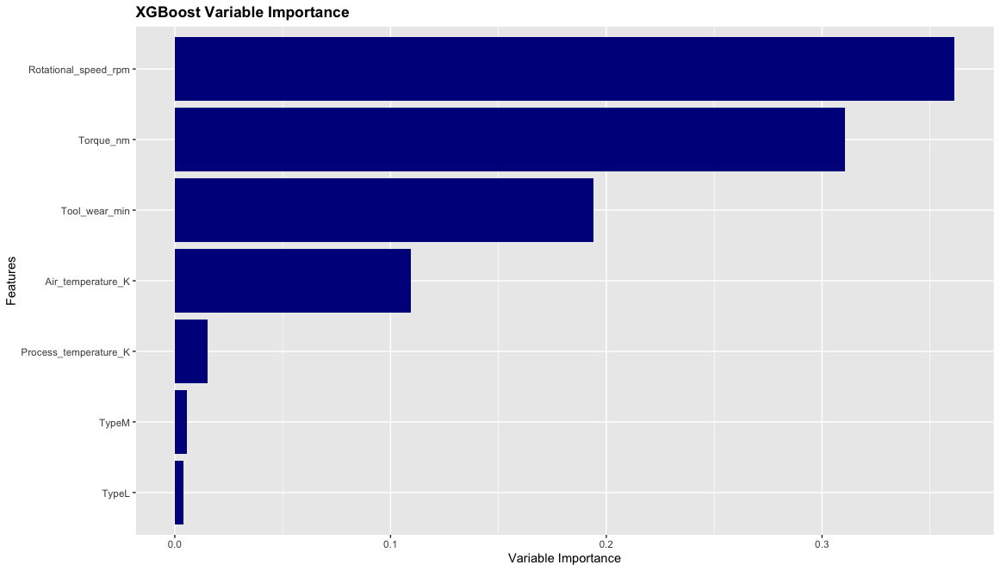 XGBoost Variable Importance
Features
Rotational_speed_rpm
Torque_nm
Tool_wear_min
Air_temperature_K
Process_temperature_K
TypeM
TypeL
0.0 0.1 0.2 0.3
Variable Importance